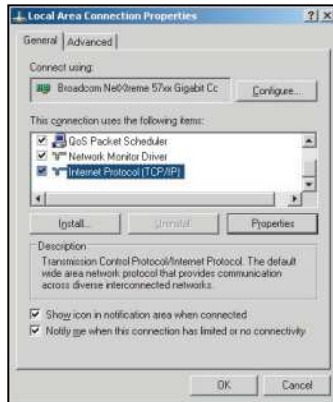 Local Area Connection Properties
General Advanced
Connect using:
Broadcom NetXtreme 57xx Gigabit Cc
Configure...
This connection uses the following items:
QoS Packet Scheduler
Network Monitor Driver
Internet Protocol (TCP/IP)
Install...
Uninstall
Properties
Description
Transmission Control Protocol/Internet Protocol. The default
wide area network protocol that provides communication
across diverse interconnected networks.
Show icon in notification area when connected
Notify me when this connection has limited or no connectivity
OK
Cancel